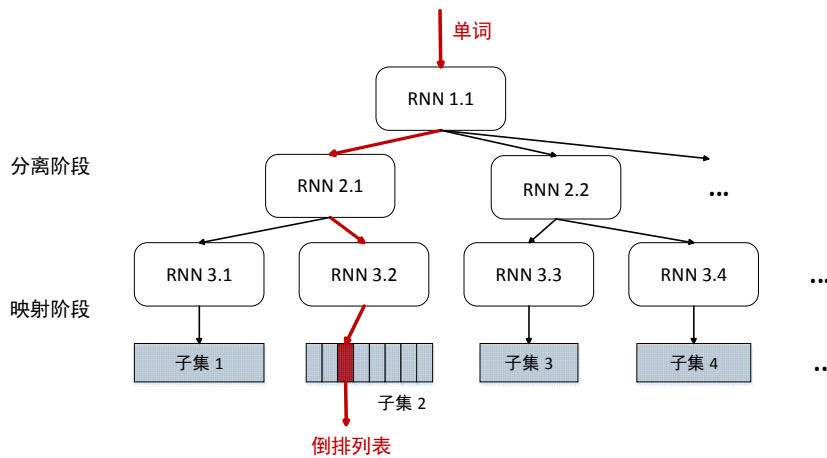 单词
RNN 1.1
分离阶段
RNN 2.1
RNN 2.2
...
RNN 3.1
RNN 3.2
RNN 3.3
RNN 3.4
...
映射阶段
子集 1
子集 3
子集 4
...
子集 2
倒排列表